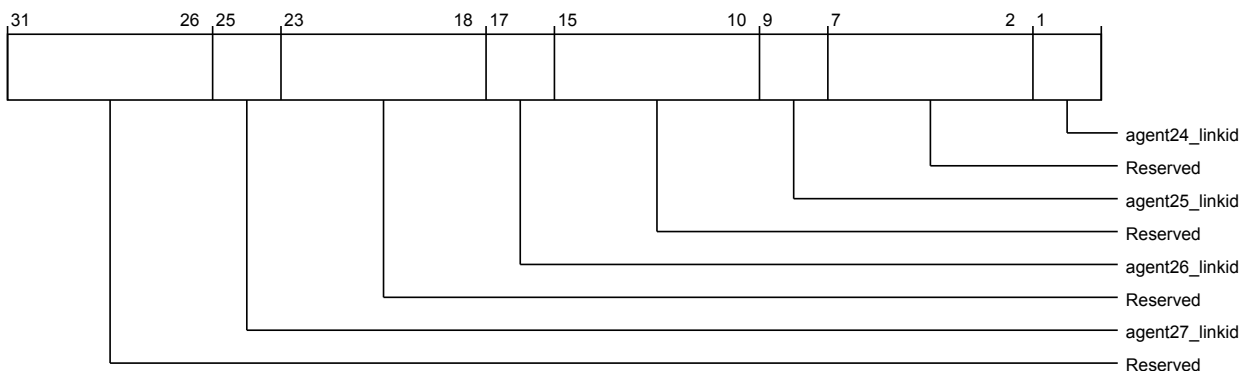 31 26 25 23 18 17 15 10 9 7 2 1
agent24_linkid
Reserved
agent25_linkid
Reserved
agent26_linkid
Reserved
agent27_linkid
Reserved